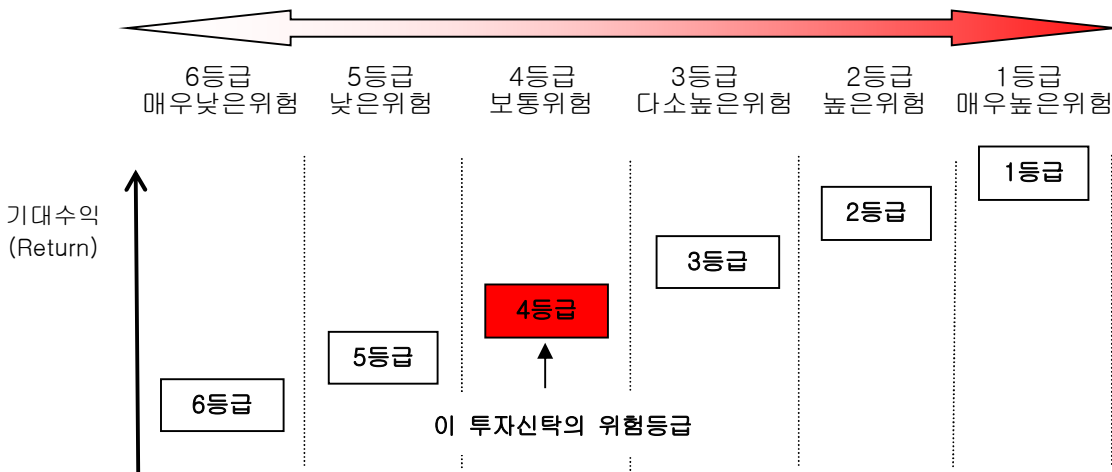 6등급 5등급 4등급 3등급 2등급 1등급
매우낮은위험 낮은위험 보통위험 다소높은위험 높은위험 매우높은위험
1등급
기대수익
(Return)
2등급
3등급
4등급
5등급
6등급
이 투자신탁의 위험등급